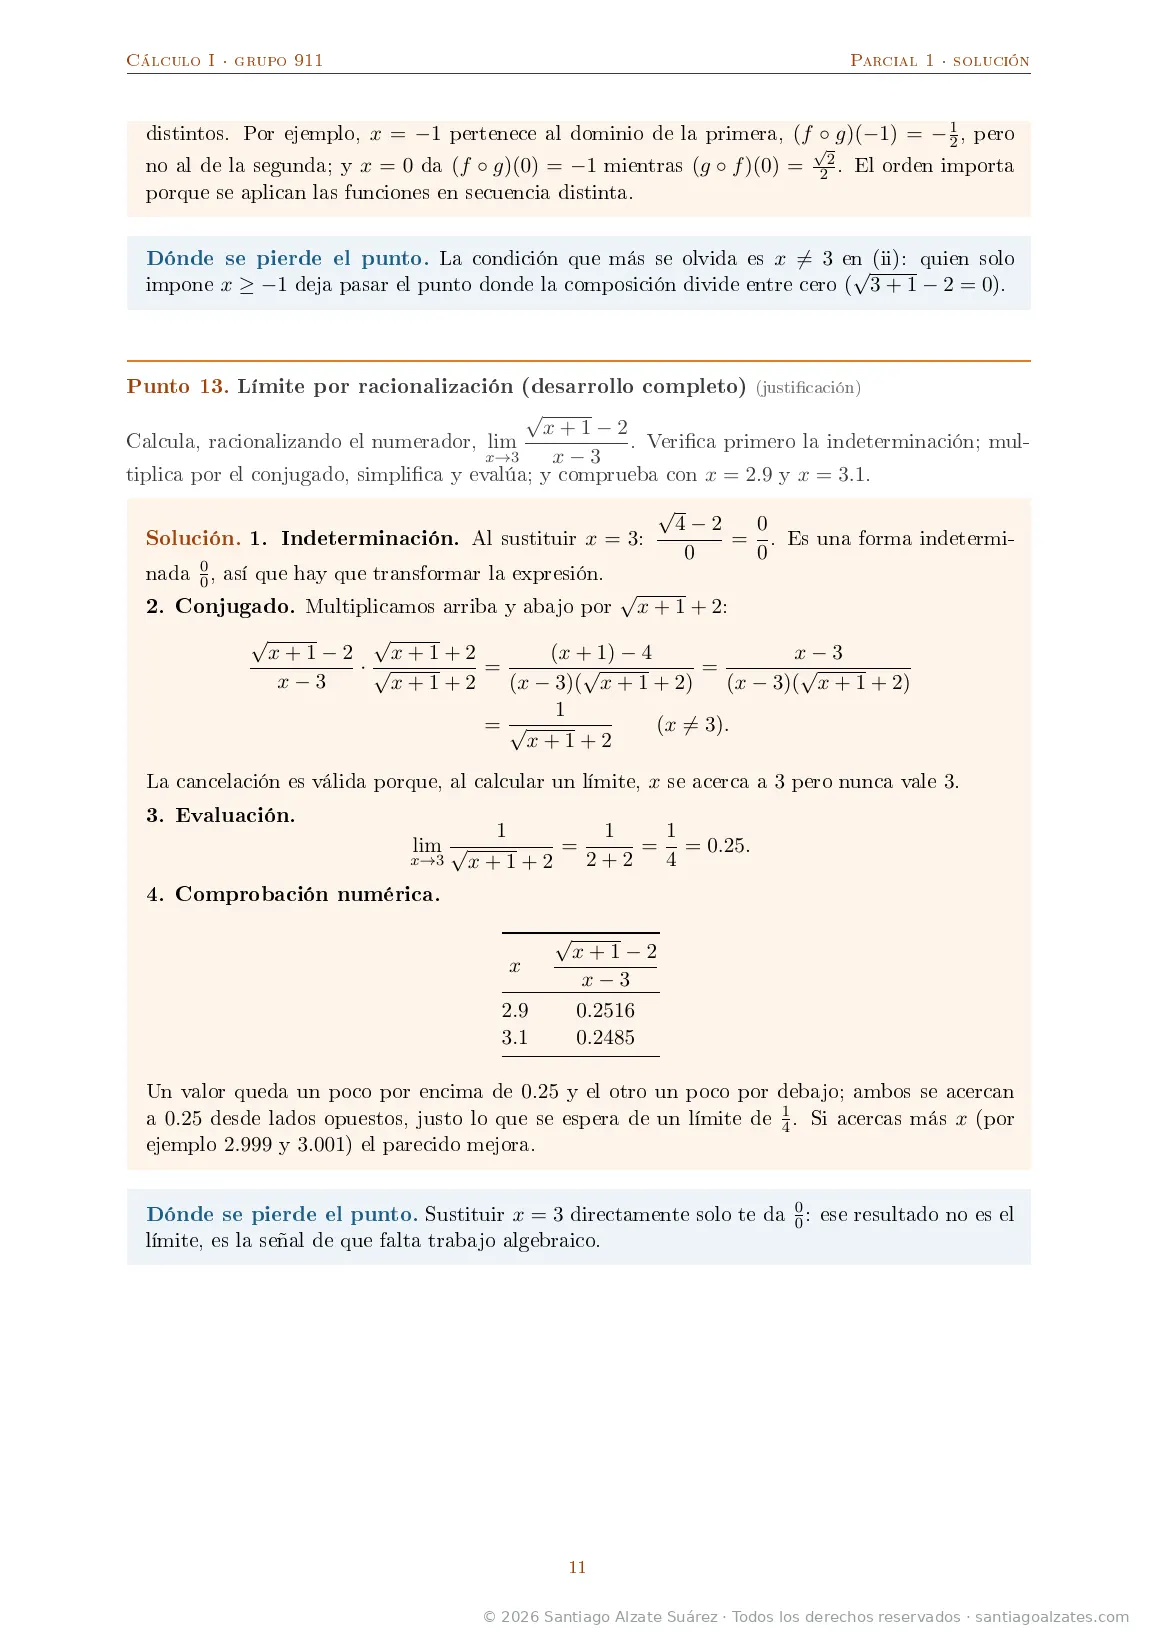 Cálculo I · grupo 911 Parcial 1 · solución
distintos. Por ejemplo, x = −1 pertenece al dominio de la primera, (f ∘ g)(−1) = −1/2, pero
no al de la segunda; y x = 0 da (f ∘ g)(0) = −1 mientras (g ∘ f)(0) = √2/2. El orden importa
porque se aplican las funciones en secuencia distinta.
Dónde se pierde el punto. La condición que más se olvida es x ≠ 3 en (ii): quien solo
impone x ≥ −1 deja pasar el punto donde la composición divide entre cero (√(3 + 1) − 2 = 0).
Punto 13. Límite por racionalización (desarrollo completo) (justificación)
Calcula, racionalizando el numerador, lim x→3 (√(x + 1) − 2)/(x − 3). Verifica primero la indeterminación; mul-
tiplica por el conjugado, simplifica y evalúa; y comprueba con x = 2.9 y x = 3.1.
Solución. 1. Indeterminación. Al sustituir x = 3: (√4 − 2)/0 = 0/0. Es una forma indetermi-
nada 0/0, así que hay que transformar la expresión.
2. Conjugado. Multiplicamos arriba y abajo por √(x + 1) + 2:
(√(x + 1) − 2)/(x − 3) · (√(x + 1) + 2)/(√(x + 1) + 2) = ((x + 1) − 4)/((x − 3)(√(x + 1) + 2)) = (x − 3)/((x − 3)(√(x + 1) + 2))
= 1/(√(x + 1) + 2) (x ≠ 3).
La cancelación es válida porque, al calcular un límite, x se acerca a 3 pero nunca vale 3.
3. Evaluación.
lim x→3 1/(√(x + 1) + 2) = 1/(2 + 2) = 1/4 = 0.25.
4. Comprobación numérica.
x (√(x + 1) − 2)/(x − 3)
2.9 0.2516
3.1 0.2485
Un valor queda un poco por encima de 0.25 y el otro un poco por debajo; ambos se acercan
a 0.25 desde lados opuestos, justo lo que se espera de un límite de 1/4. Si acercas más x (por
ejemplo 2.999 y 3.001) el parecido mejora.
Dónde se pierde el punto. Sustituir x = 3 directamente solo te da 0/0: ese resultado no es el
límite, es la señal de que falta trabajo algebraico.
11
© 2026 Santiago Alzate Suárez · Todos los derechos reservados · santiagoalzates.com